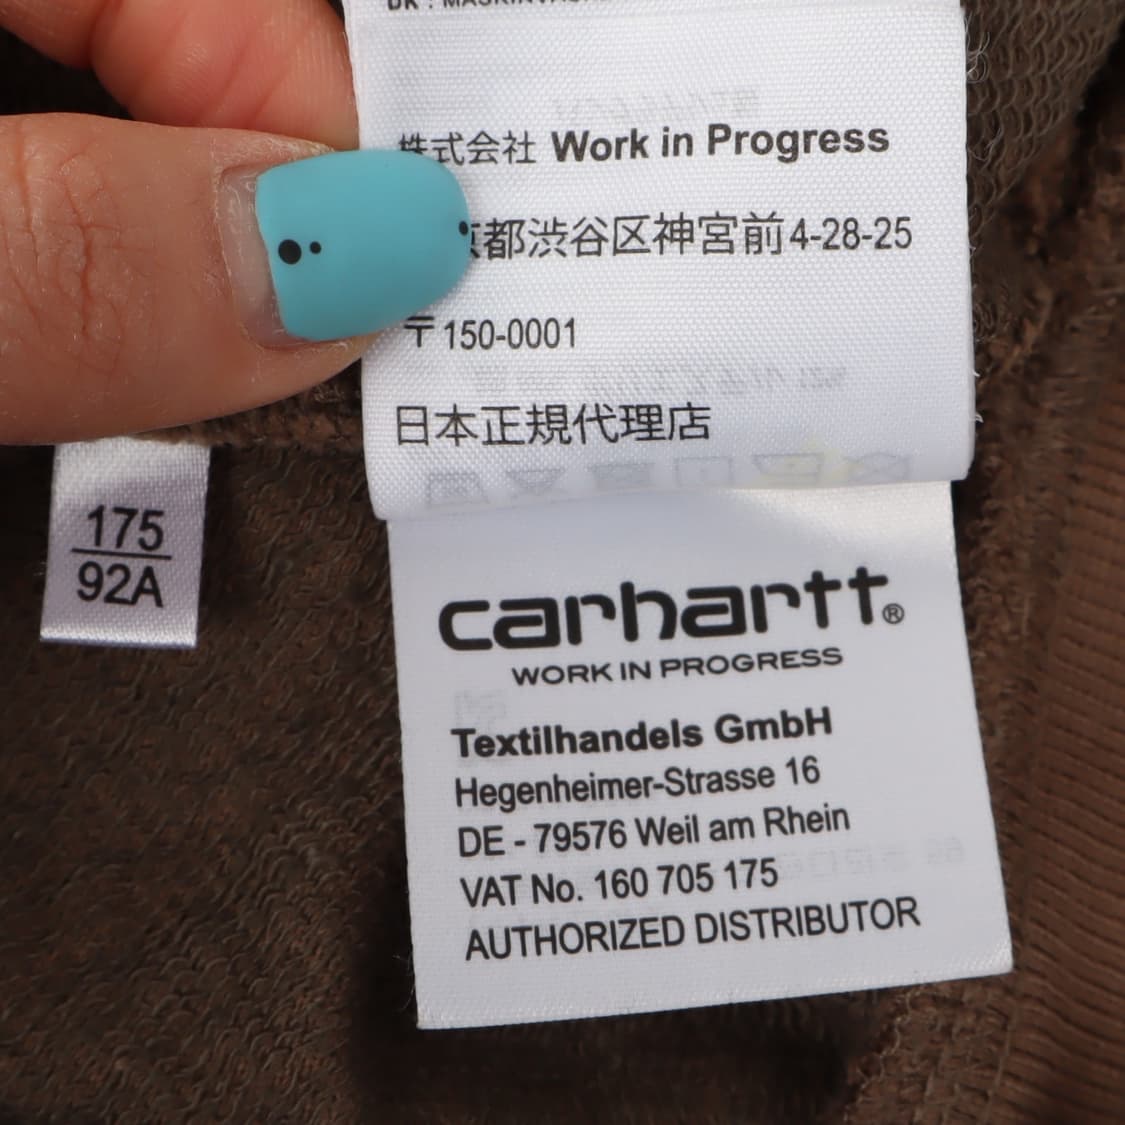 株式会社 Work in Progress
都渋谷区神宮前4-28-25
〒150-0001
日本正規代理店
175
92A
carhartt®
WORK IN PROGRESS
Textilhandels GmbH
Hegenheimer-Strasse 16
DE - 79576 Weil am Rhein
VAT No. 160 705 175
AUTHORIZED DISTRIBUTOR